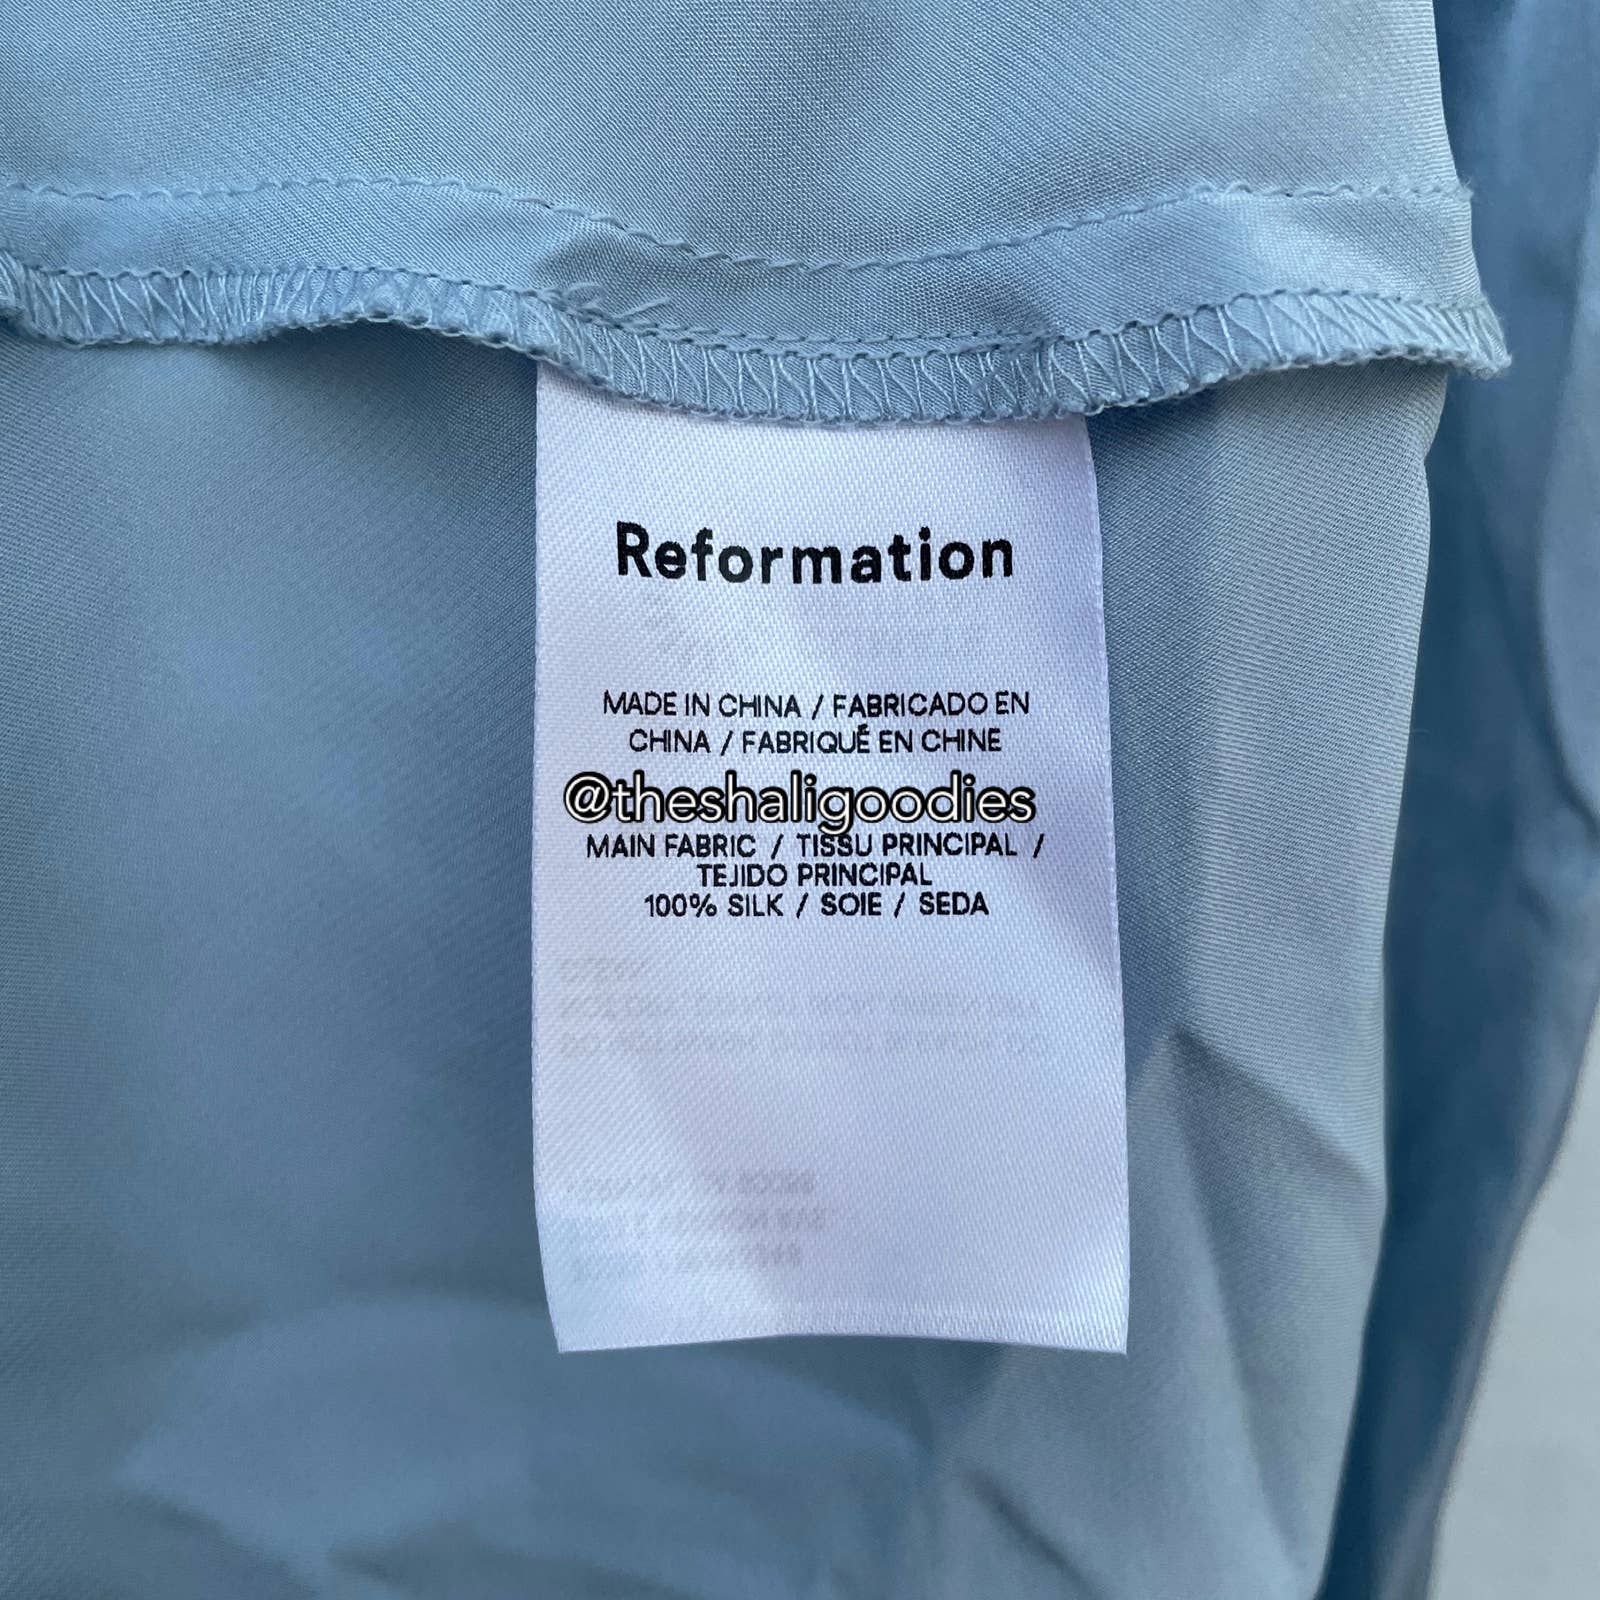 Reformation
MADE IN CHINA / FABRICADO EN
CHINA / FABRIQUÉ EN CHINE
@theshaligoodies
MAIN FABRIC / TISSU PRINCIPAL /
TEJIDO PRINCIPAL
100% SILK / SOIE / SEDA